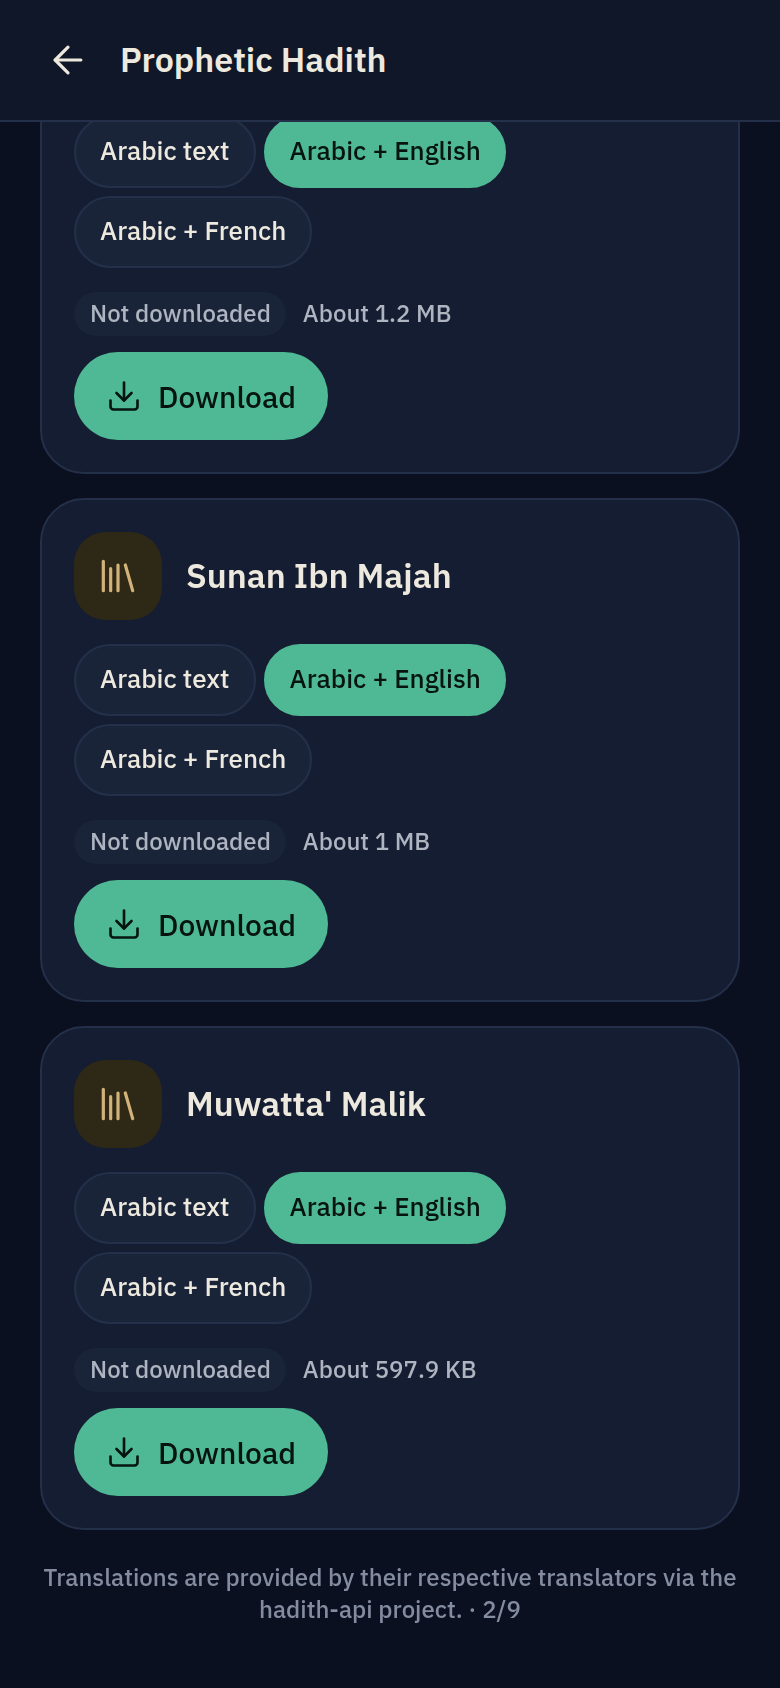 Prophetic Hadith
Arabic text
Arabic + English
Arabic + French
Not downloaded About 1.2 MB
Download
Sunan Ibn Majah
Arabic text
Arabic + English
Arabic + French
Not downloaded About 1 MB
Download
Muwatta' Malik
Arabic text
Arabic + English
Arabic + French
Not downloaded About 597.9 KB
Download
Translations are provided by their respective translators via the
hadith-api project. · 2/9